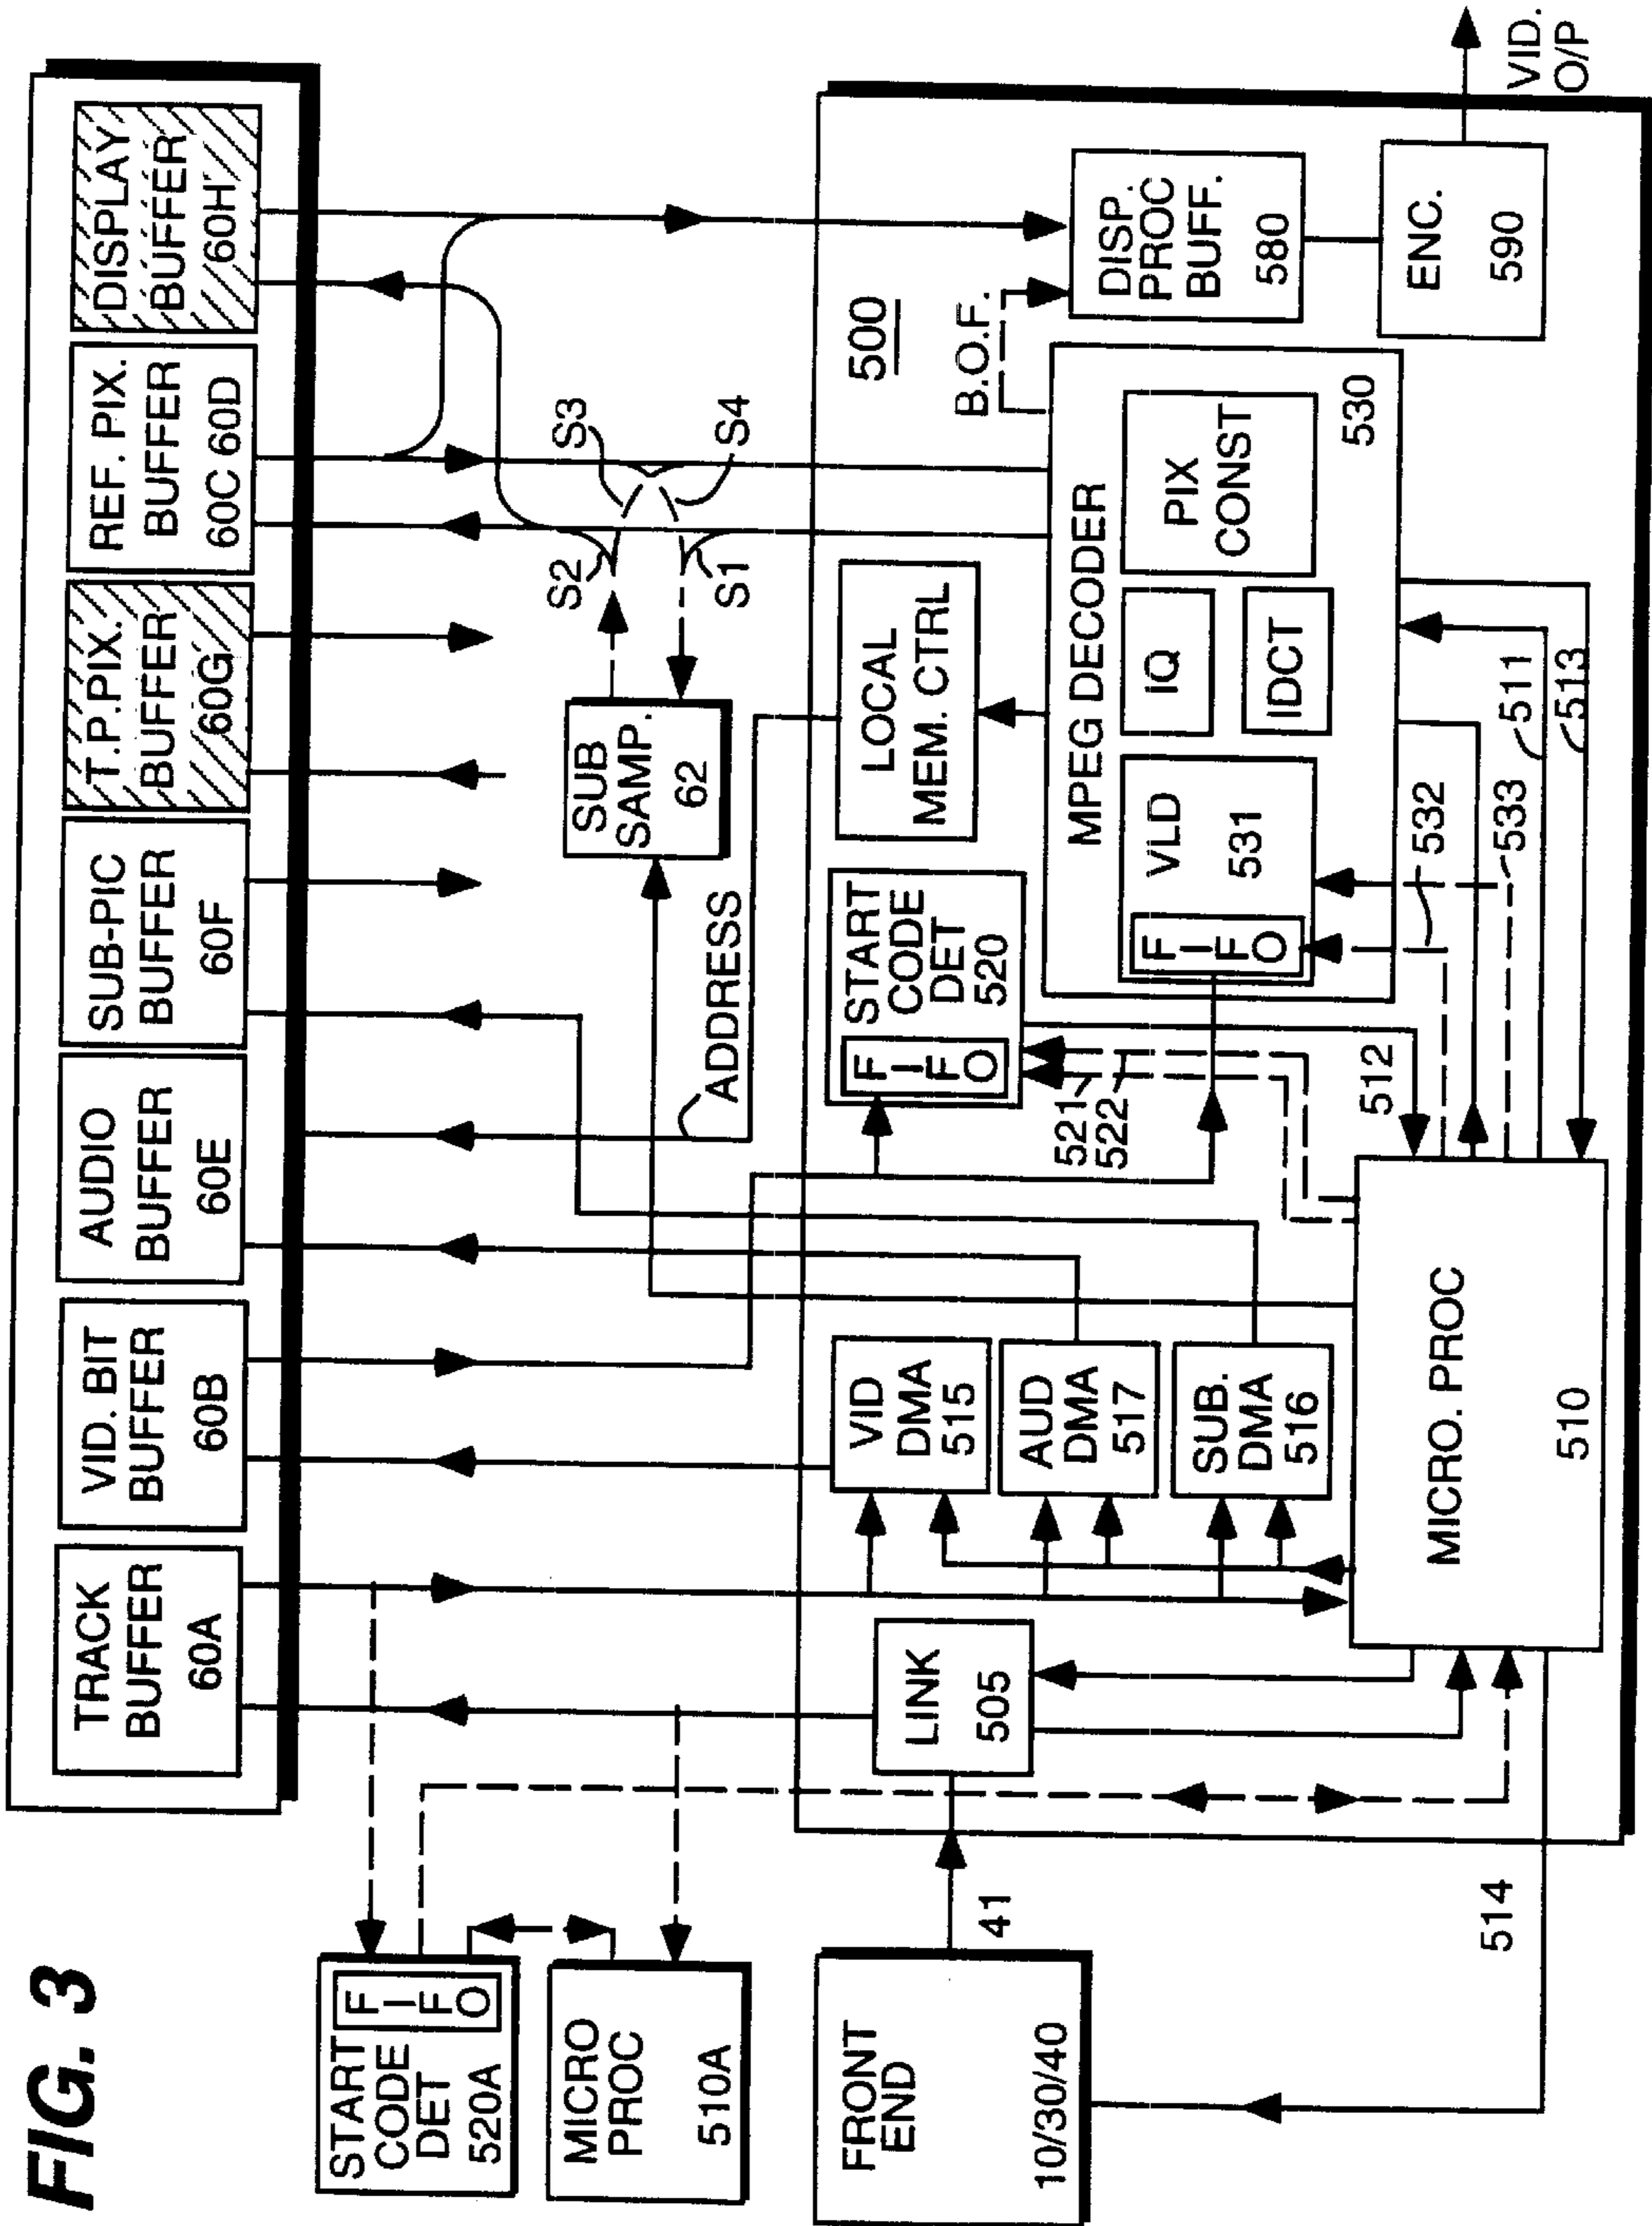 FIG. 3
TRACK
BUFFER
60A
VID. BIT
BUFFER
60B
AUDIO
BUFFER
60E
SUB-PIC
BUFFER
60F
T.P.PIX.
BUFFER
60G
REF. PIX.
BUFFER
60C 60D
DISPLAY
BUFFER
60H
START
CODE
DET
520A
FIFO
MICRO
PROC
510A
SUB
SAMP.
62
S2
S3
S1
S4
ADDRESS
FRONT
END
10/30/40
41
514
LINK
505
VID
DMA
515
AUD
DMA
517
SUB.
DMA
516
MICRO. PROC
510
START
CODE
DET
520
FIFO
521
522
512
LOCAL
MEM. CTRL
500
MPEG DECODER
VLD
531
FIFO
IQ
IDCT
PIX
CONST
530
532
533
511
513
B.O.F.
DISP.
PROC
BUFF.
580
ENC.
590
VID.
O/P